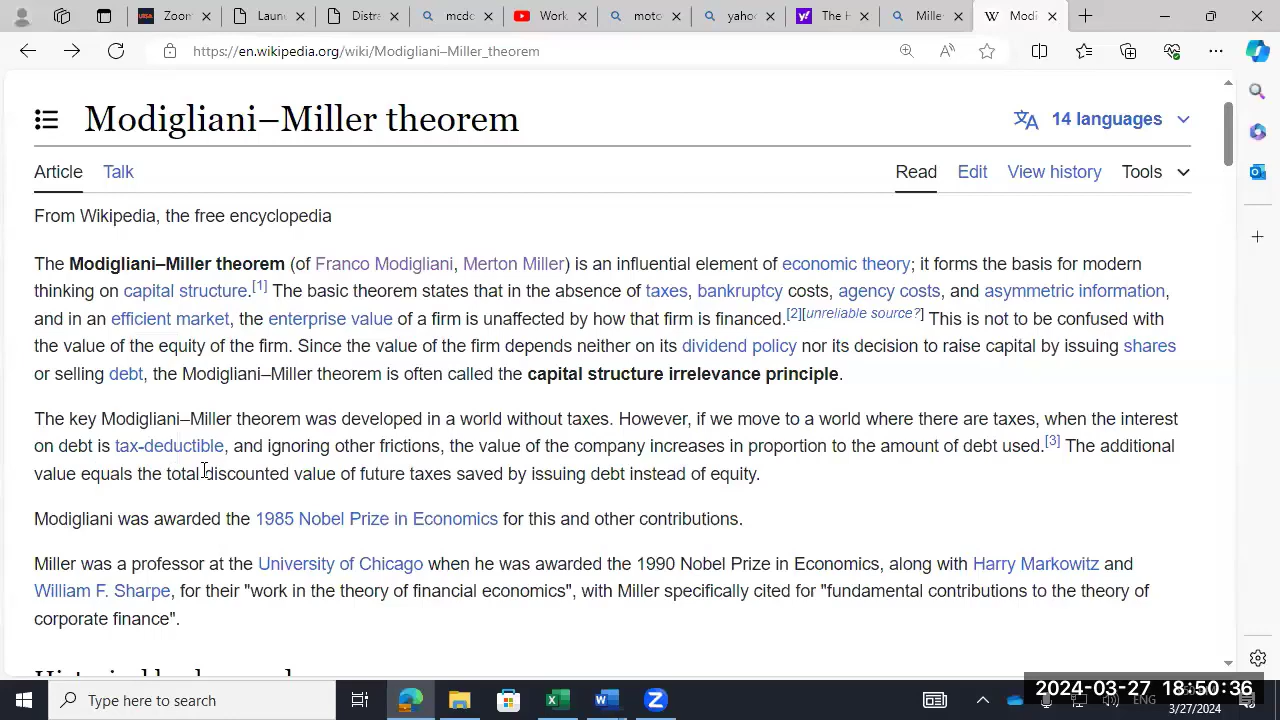 Zoom
Laun
Distra
mcdc
Work
moto
yahoo
The H
Mille
Modi
https://en.wikipedia.org/wiki/Modigliani–Miller_theorem
Modigliani–Miller theorem
14 languages
Article Talk
Read Edit View history Tools
From Wikipedia, the free encyclopedia
The Modigliani–Miller theorem (of Franco Modigliani, Merton Miller) is an influential element of economic theory; it forms the basis for modern
thinking on capital structure.[1] The basic theorem states that in the absence of taxes, bankruptcy costs, agency costs, and asymmetric information,
and in an efficient market, the enterprise value of a firm is unaffected by how that firm is financed.[2][unreliable source?] This is not to be confused with
the value of the equity of the firm. Since the value of the firm depends neither on its dividend policy nor its decision to raise capital by issuing shares
or selling debt, the Modigliani–Miller theorem is often called the capital structure irrelevance principle.
The key Modigliani–Miller theorem was developed in a world without taxes. However, if we move to a world where there are taxes, when the interest
on debt is tax-deductible, and ignoring other frictions, the value of the company increases in proportion to the amount of debt used.[3] The additional
value equals the total discounted value of future taxes saved by issuing debt instead of equity.
Modigliani was awarded the 1985 Nobel Prize in Economics for this and other contributions.
Miller was a professor at the University of Chicago when he was awarded the 1990 Nobel Prize in Economics, along with Harry Markowitz and
William F. Sharpe, for their "work in the theory of financial economics", with Miller specifically cited for "fundamental contributions to the theory of
corporate finance".
Type here to search
2024-03-27 18:50:36
ENG
3/27/2024